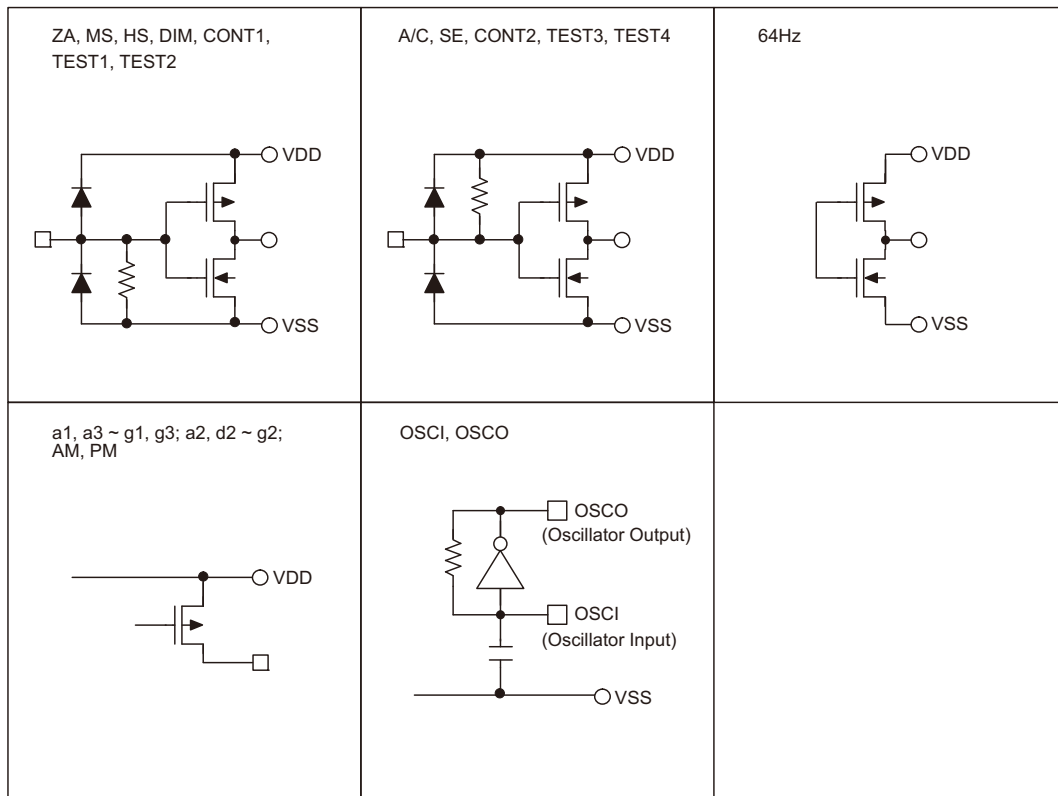 ZA, MS, HS, DIM, CONT1,
TEST1, TEST2
VDD
VSS
A/C, SE, CONT2, TEST3, TEST4
VDD
VSS
64Hz
VDD
VSS
a1, a3 ~ g1, g3; a2, d2 ~ g2;
AM, PM
VDD
OSCI, OSCO
OSCO
(Oscillator Output)
OSCI
(Oscillator Input)
VSS